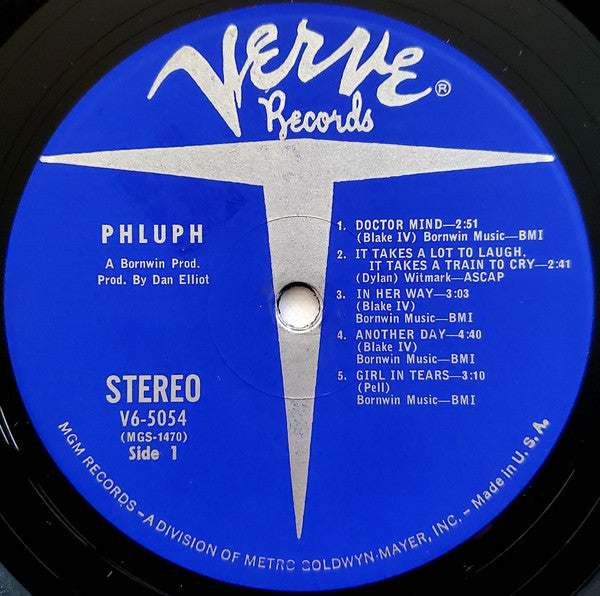 VERVE ®
Records
PHLUPH
A Bornwin Prod.
Prod. By Dan Elliot
1. DOCTOR MIND—2:51
(Blake IV) Bornwin Music—BMI
2. IT TAKES A LOT TO LAUGH,
IT TAKES A TRAIN TO CRY—2:41
(Dylan) Witmark—ASCAP
3. IN HER WAY—3:03
(Blake IV)
Bornwin Music—BMI
4. ANOTHER DAY—4:40
(Blake IV)
Bornwin Music—BMI
5. GIRL IN TEARS—3:10
(Pell)
Bornwin Music—BMI
STEREO
V6-5054
(MGS-1470)
Side 1
MGM RECORDS—A DIVISION OF METRO GOLDWYN-MAYER, INC.—Made in U.S.A.